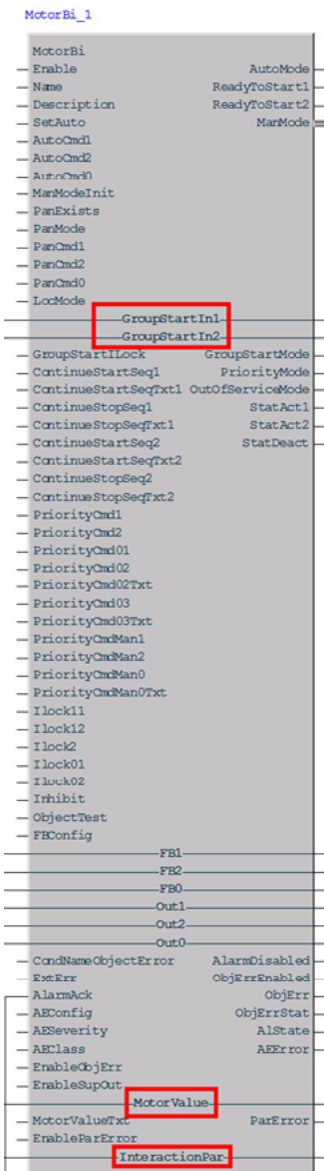 MotorBi_1
MotorBi
Enable AutoMode
Name ReadyToStart1
Description ReadyToStart2
SetAuto ManMode
AutoCmd1
AutoCmd2
AutoCmd0
ManModeInit
PanExists
PanMode
PanCmd1
PanCmd2
PanCmd0
LocMode
GroupStartIn1
GroupStartIn2
GroupStartILock GroupStartMode
ContinueStartSeq1 PriorityMode
ContinueStartSeqTxt1 OutOfServiceMode
ContinueStopSeq1 StatAct1
ContinueStopSeqTxt1 StatAct2
ContinueStartSeq2 StatDeact
ContinueStartSeqTxt2
ContinueStopSeq2
ContinueStopSeqTxt2
PriorityCmd1
PriorityCmd2
PriorityCmd01
PriorityCmd02
PriorityCmd02Txt
PriorityCmd03
PriorityCmd03Txt
PriorityCmdMan1
PriorityCmdMan2
PriorityCmdMan0
PriorityCmdMan0Txt
Ilock11
Ilock12
Ilock2
Ilock01
Ilock02
Inhibit
ObjectTest
FBConfig
FB1
FB2
FB0
Out1
Out2
Out0
CondNameObjectError AlarmDisabled
ExtErr ObjErrEnabled
AlarmAck ObjErr
AEConfig ObjErrStat
AESeverity AlState
AEClass AEError
EnableObjErr
EnableSupOut
MotorValue
MotorValueTxt ParError
EnableParError
InteractionPar